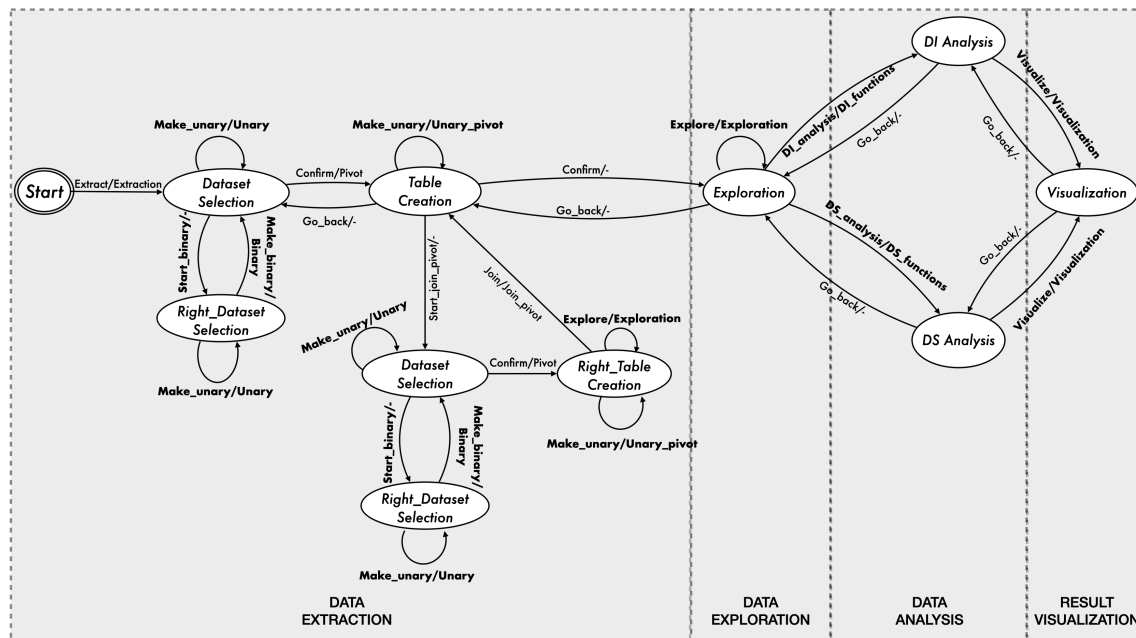 DI Analysis
Visualize/Visualization
DI_analysis/DI_functions
Go_back/-
Go_back/-
Make_unary/Unary
Make_unary/Unary_pivot
Explore/Exploration
Start
Extract/Extraction
Dataset
Selection
Confirm/Pivot
Go_back/-
Table
Creation
Confirm/-
Go_back/-
Exploration
Visualization
DS_analysis/DS_functions
Go_back/-
Go_back/-
Visualize/Visualization
DS Analysis
Start_binary/-
Make_binary/
Binary
Right_Dataset
Selection
Make_unary/Unary
Start_join_pivot/-
Join/Join_pivot
Explore/Exploration
Make_unary/Unary
Dataset
Selection
Confirm/Pivot
Right_Table
Creation
Make_unary/Unary_pivot
Start_binary/-
Make_binary/
Binary
Right_Dataset
Selection
Make_unary/Unary
DATA
EXTRACTION
DATA
EXPLORATION
DATA
ANALYSIS
RESULT
VISUALIZATION